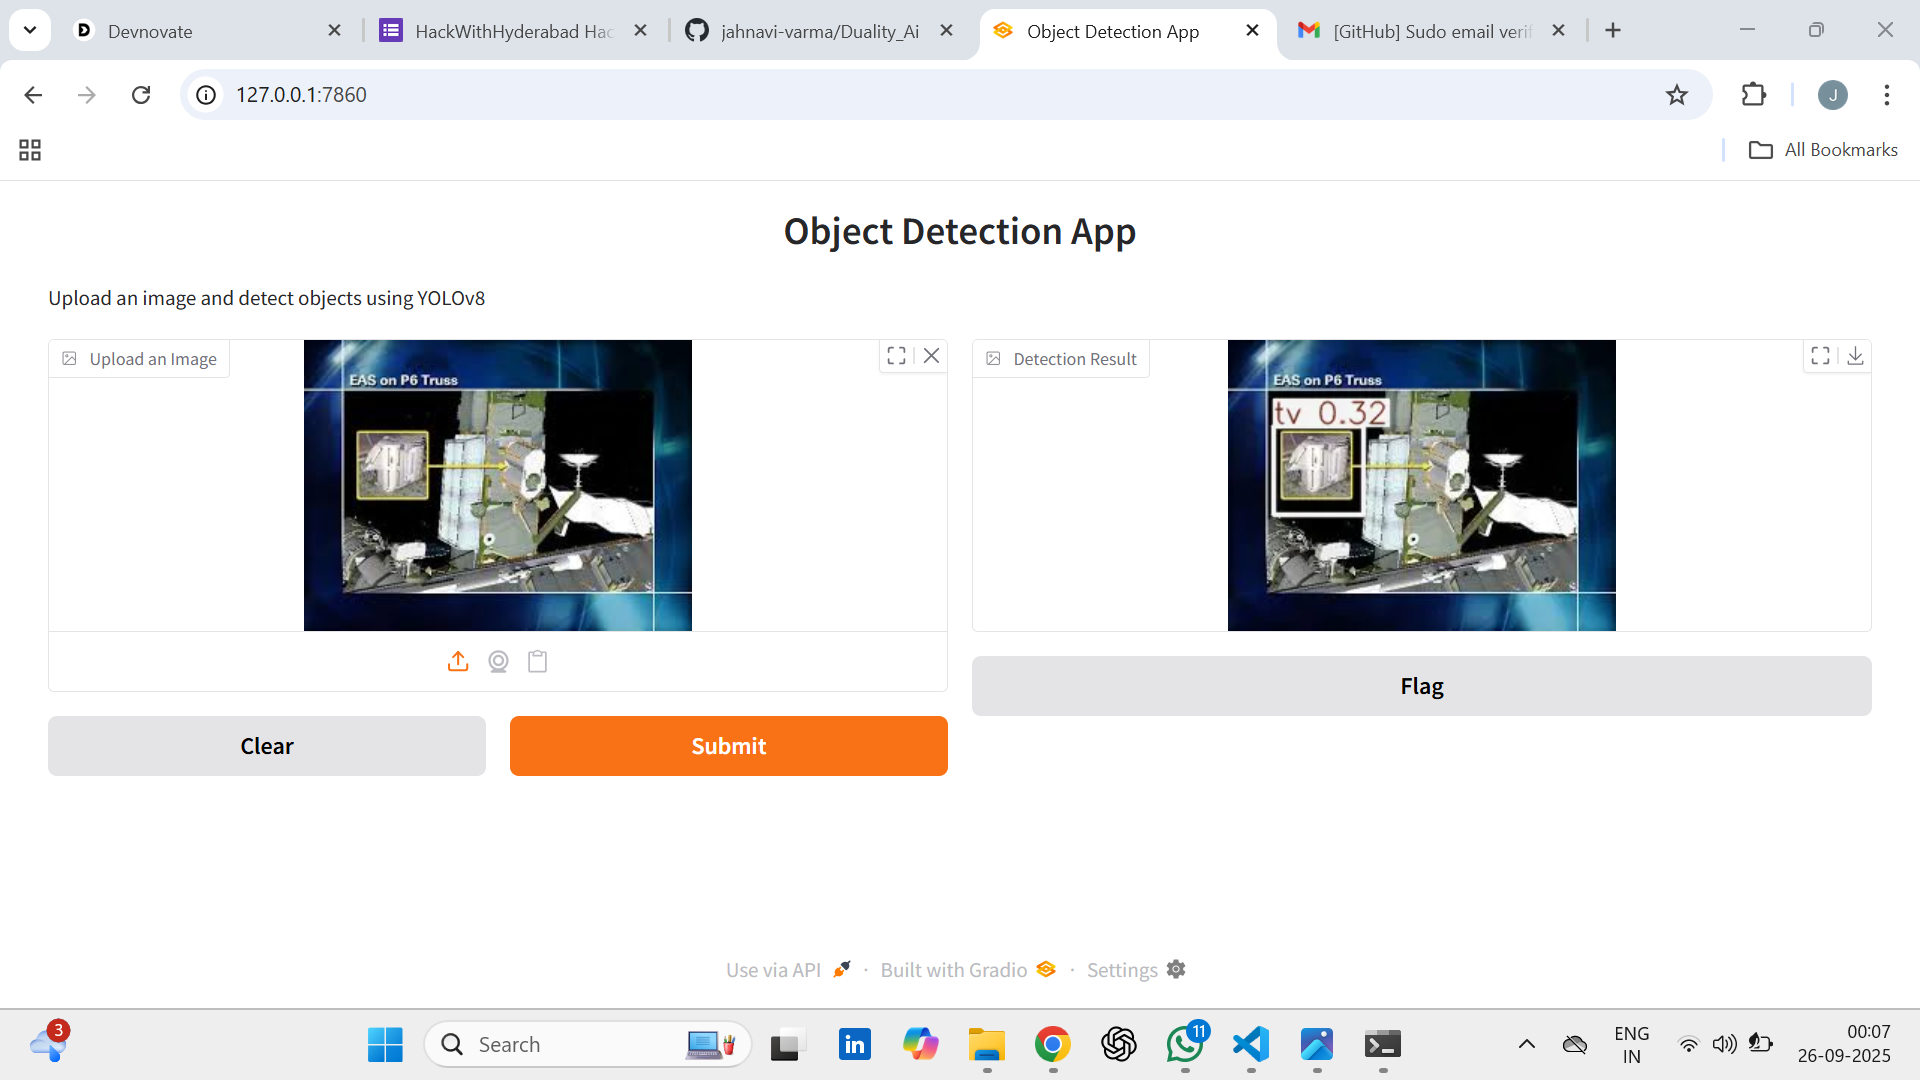 Devnovate
HackWithHyderabad Hac
jahnavi-varma/Duality_Ai
Object Detection App
[GitHub] Sudo email verif
127.0.0.1:7860
J
All Bookmarks
Object Detection App
Upload an image and detect objects using YOLOv8
Upload an Image
EAS on P6 Truss
Detection Result
EAS on P6 Truss
tv 0.32
Flag
Clear
Submit
Use via API
·
Built with Gradio
·
Settings
3
Search
in
11
ENG
IN
00:07
26-09-2025